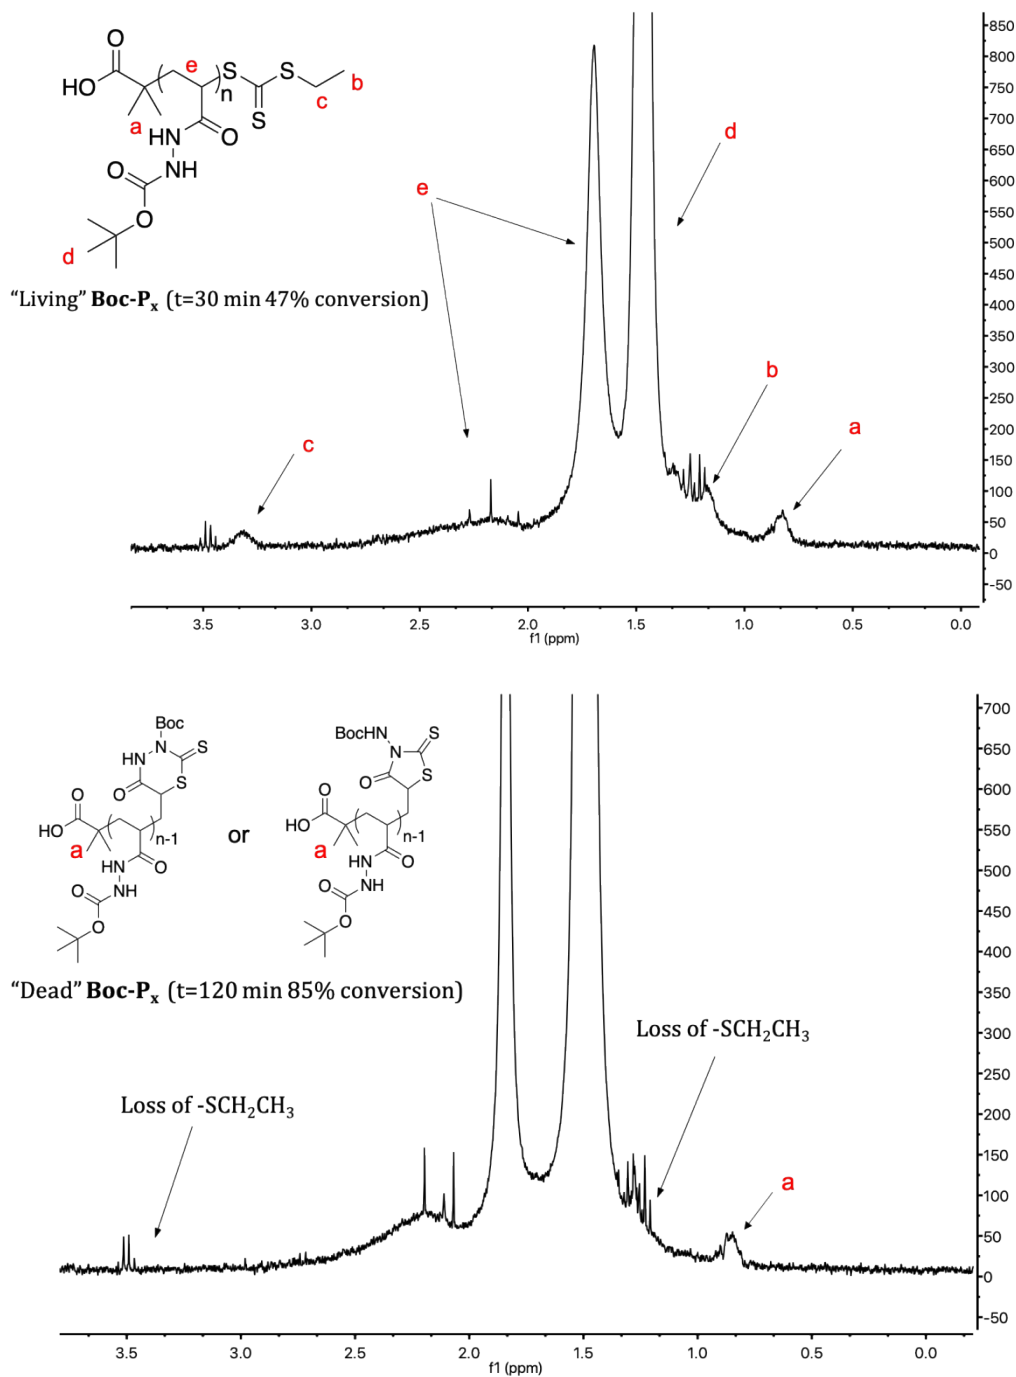 O
HO
a
e
n
S
S
S
b
c
HN
O
NH
O
O
d
"Living" Boc-Px (t=30 min 47% conversion)
c
e
d
b
a
850
800
750
700
650
600
550
500
450
400
350
300
250
200
150
100
50
0
-50
3.5 3.0 2.5 2.0 1.5 1.0 0.5 0.0
f1 (ppm)
Boc
N
HN
S
S
O
O
HO
a
n-1
HN
O
NH
O
O
or
BocHN
S
N
S
O
O
HO
a
n-1
HN
O
NH
O
O
"Dead" Boc-Px (t=120 min 85% conversion)
Loss of -SCH2CH3
Loss of -SCH2CH3
a
700
650
600
550
500
450
400
350
300
250
200
150
100
50
0
-50
3.5 3.0 2.5 2.0 1.5 1.0 0.5 0.0
f1 (ppm)